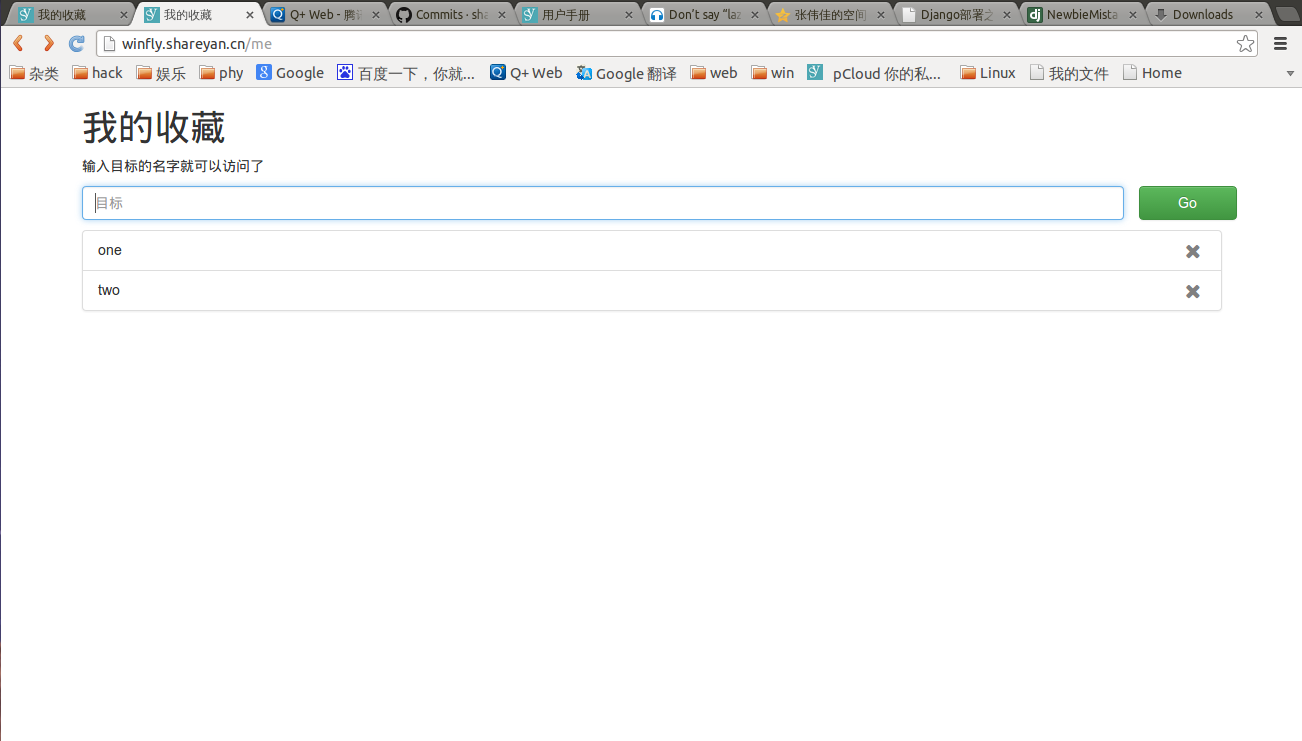 我的收藏 我的收藏 Q+ Web - 腾讯 Commits · sha 用户手册 Don't say "laz 张伟佳的空间 Django部署之 NewbieMista Downloads
winfly.shareyan.cn/me
杂类 hack 娱乐 phy Google 百度一下，你就... Q+ Web Google 翻译 web win pCloud 你的私... Linux 我的文件 Home
我的收藏
输入目标的名字就可以访问了
目标 Go
one
two